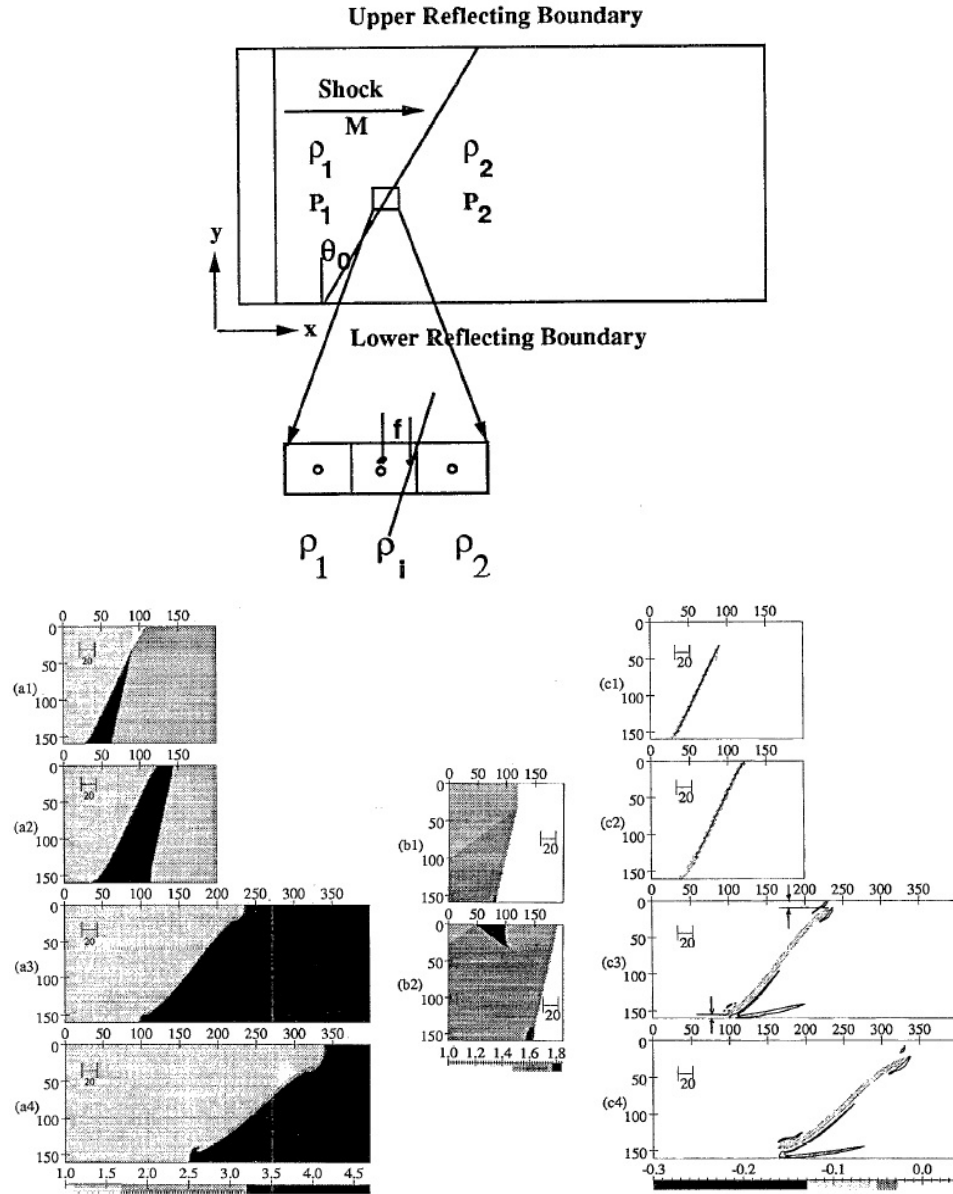 Upper Reflecting Boundary
Shock
M
ρ1 ρ2
P1 P2
y
θ0
x
Lower Reflecting Boundary
f
ρ1 ρi ρ2
0 50 100 150
0
50
100
150
(a1)
20
0 50 100 150
0
50
100
150
(a2)
20
0 50 100 150 200 250 300 350
0
50
100
150
(a3)
20
0 50 100 150 200 250 300 350
0
50
100
150
(a4)
20
1.0 1.5 2.0 2.5 3.0 3.5 4.0 4.5
0 50 100 150
0
50
100
150
(b1)
20
0 50 100 150
0
50
100
150
(b2)
20
1.0 1.2 1.4 1.6 1.8
0 50 100 150
0
50
100
150
(c1)
20
0 50 100 150
0
50
100
150
(c2)
20
0 50 100 150 200 250 300 350
0
50
100
150
(c3)
20
0 50 100 150 200 250 300 350
0
50
100
150
(c4)
20
-0.3 -0.2 -0.1 0.0